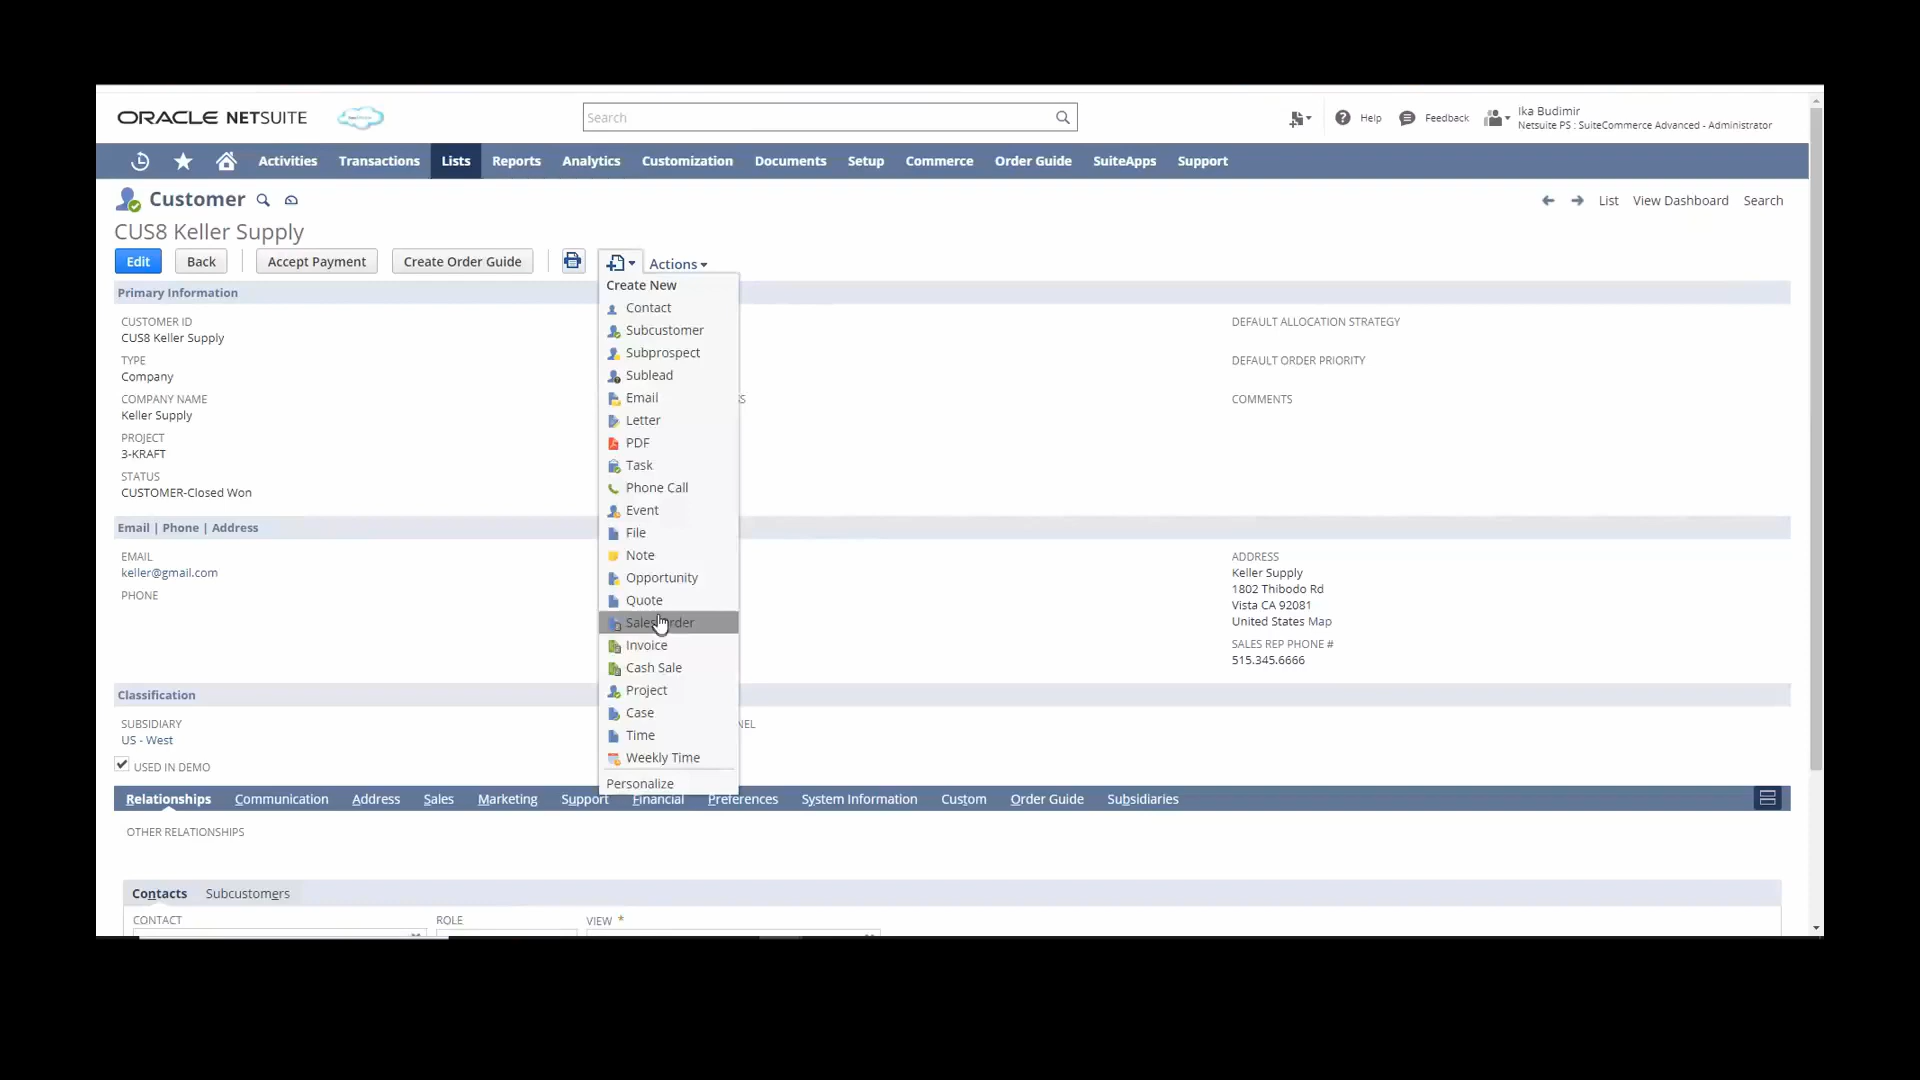 ORACLE NETSUITE
Search
Help
Feedback
Ika Budimir
Netsuite PS : SuiteCommerce Advanced - Administrator
Activities Transactions Lists Reports Analytics Customization Documents Setup Commerce Order Guide SuiteApps Support
Customer
List View Dashboard Search
CUS8 Keller Supply
Edit Back Accept Payment Create Order Guide Actions
Create New
Contact
Subcustomer
Subprospect
Sublead
Email
Letter
PDF
Task
Phone Call
Event
File
Note
Opportunity
Quote
Sales Order
Invoice
Cash Sale
Project
Case
Time
Weekly Time
Personalize
Primary Information
CUSTOMER ID
CUS8 Keller Supply
TYPE
Company
COMPANY NAME
Keller Supply
PROJECT
3-KRAFT
STATUS
CUSTOMER-Closed Won
DEFAULT ALLOCATION STRATEGY
DEFAULT ORDER PRIORITY
COMMENTS
Email | Phone | Address
EMAIL
keller@gmail.com
PHONE
ADDRESS
Keller Supply
1802 Thibodo Rd
Vista CA 92081
United States Map
SALES REP PHONE #
515.345.6666
Classification
SUBSIDIARY
US - West
NEL
USED IN DEMO
Relationships Communication Address Sales Marketing Support Financial Preferences System Information Custom Order Guide Subsidiaries
OTHER RELATIONSHIPS
Contacts Subcustomers
CONTACT ROLE VIEW *